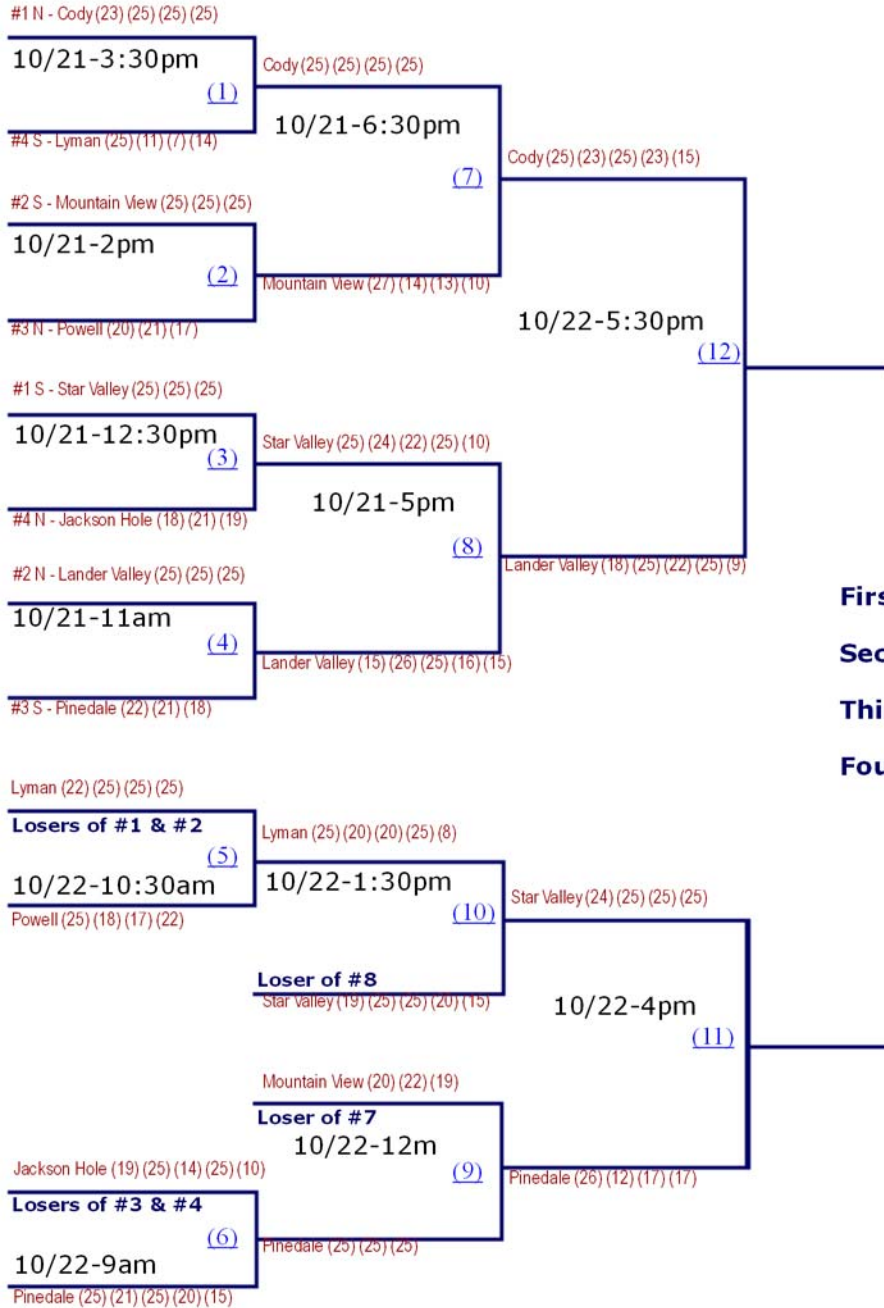 #1 N - Cody (23) (25) (25) (25)
10/21-3:30pm
(1)
#4 S - Lyman (25) (11) (7) (14)
Cody (25) (25) (25) (25)
10/21-6:30pm
(7)
#2 S - Mountain View (25) (25) (25)
10/21-2pm
(2)
#3 N - Powell (20) (21) (17)
Mountain View (27) (14) (13) (10)
Cody (25) (23) (25) (23) (15)
10/22-5:30pm
(12)
#1 S - Star Valley (25) (25) (25)
10/21-12:30pm
(3)
#4 N - Jackson Hole (18) (21) (19)
Star Valley (25) (24) (22) (25) (10)
10/21-5pm
(8)
Lander Valley (18) (25) (22) (25) (9)
#2 N - Lander Valley (25) (25) (25)
10/21-11am
(4)
#3 S - Pinedale (22) (21) (18)
Lander Valley (15) (26) (25) (16) (15)
Firs
Sec
Thi
Fou
Lyman (22) (25) (25) (25)
Losers of #1 & #2
(5)
10/22-10:30am
Powell (25) (18) (17) (22)
Lyman (25) (20) (20) (25) (8)
10/22-1:30pm
(10)
Loser of #8
Star Valley (19) (25) (25) (20) (15)
Star Valley (24) (25) (25) (25)
10/22-4pm
(11)
Mountain View (20) (22) (19)
Loser of #7
10/22-12m
(9)
Pinedale (26) (12) (17) (17)
Jackson Hole (19) (25) (14) (25) (10)
Losers of #3 & #4
(6)
10/22-9am
Pinedale (25) (21) (25) (20) (15)
Pinedale (25) (25) (25)